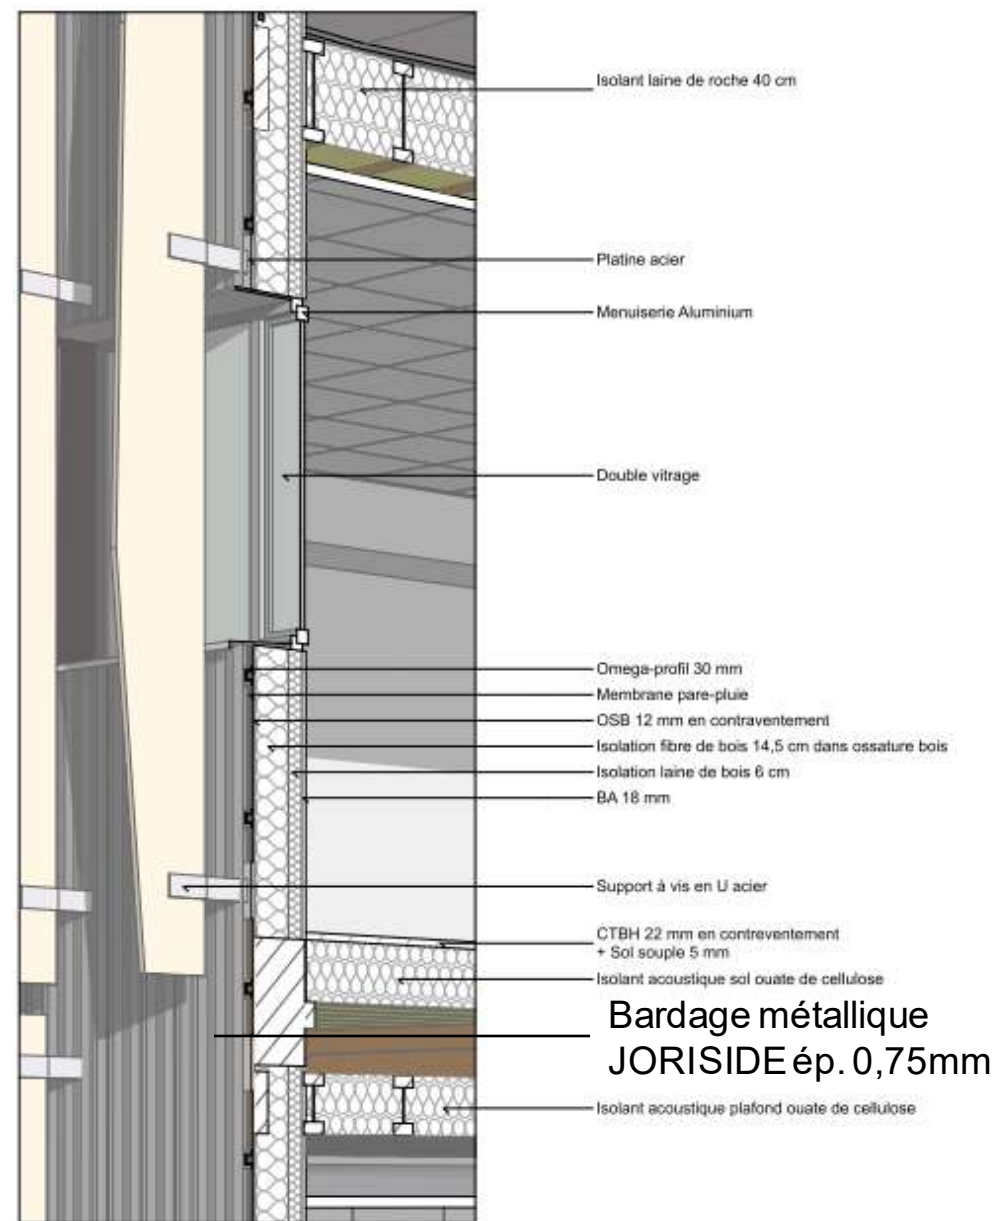 Isolant laine de roche 40 cm
Platine acier
Menuiserie Aluminium
Double vitrage
Omega-profil 30 mm
Membrane pare-pluie
OSB 12 mm en contraventement
Isolation fibre de bois 14,5 cm dans ossature bois
Isolation laine de bois 6 cm
BA 18 mm
Support à vis en U acier
CTBH 22 mm en contreventement
+ Sol souple 5 mm
Isolant acoustique sol ouate de cellulose
Bardage métallique
JORISIDE ép. 0,75mm
Isolant acoustique plafond ouate de cellulose